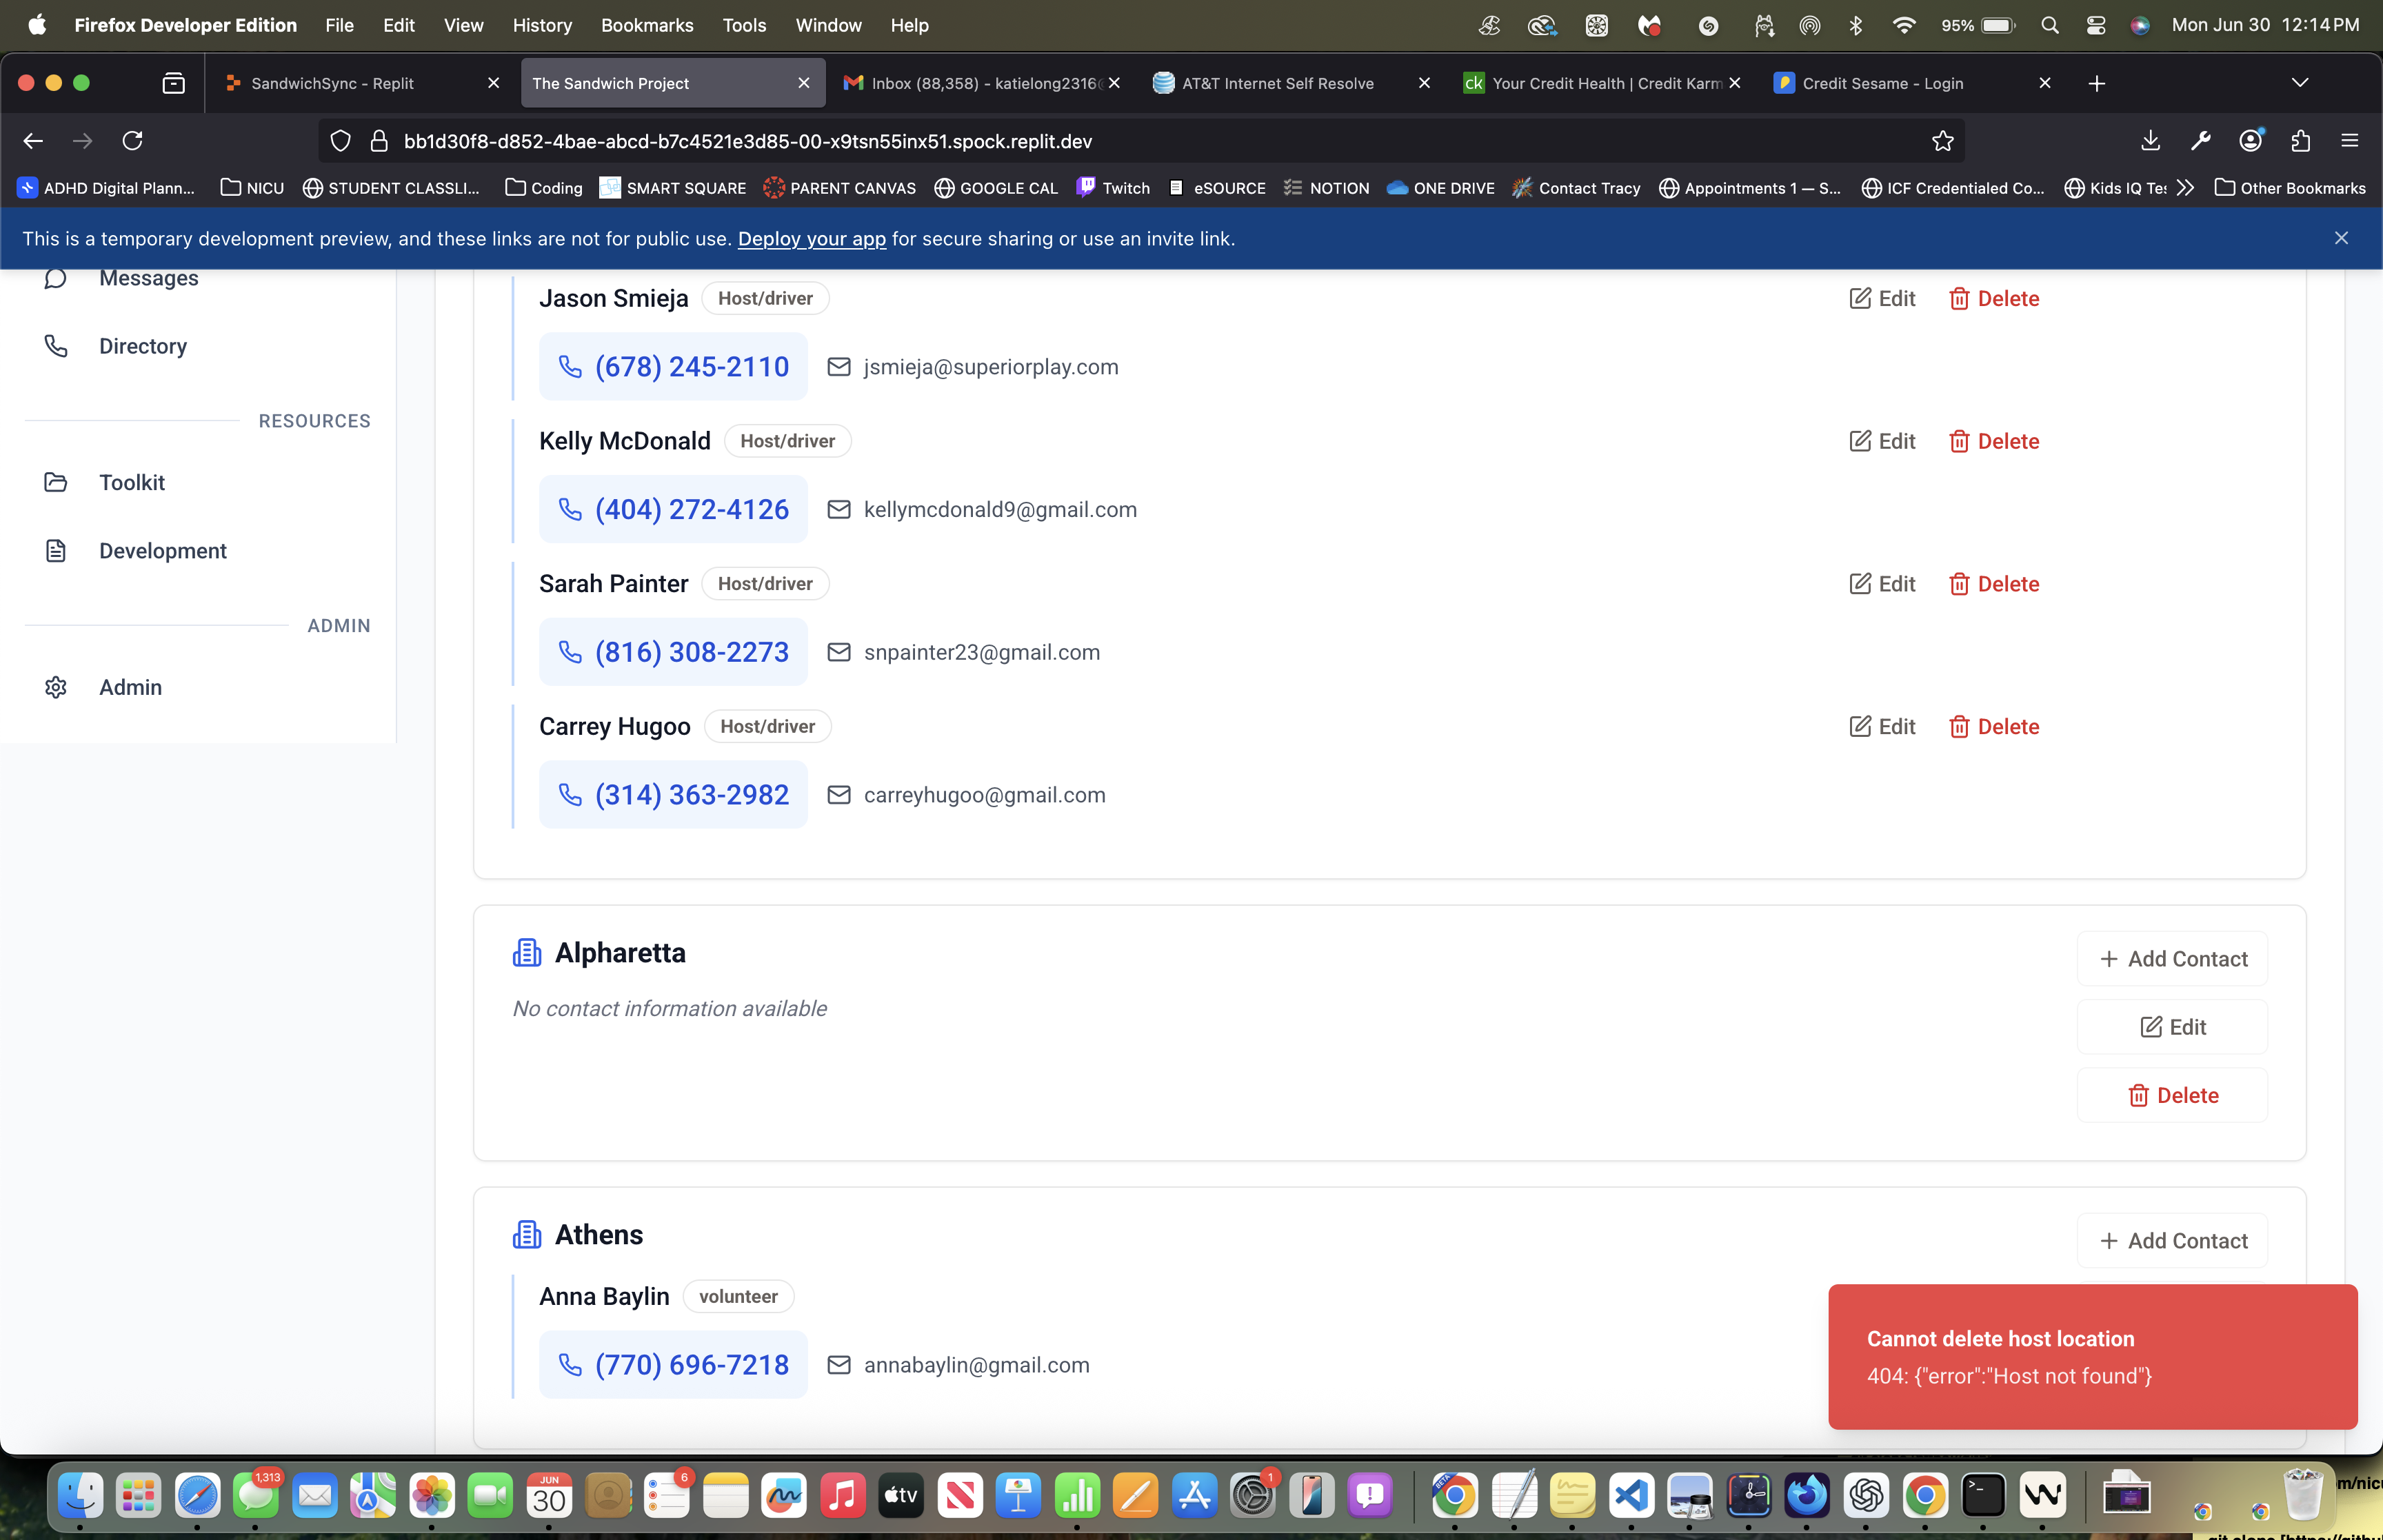 Firefox Developer Edition File Edit View History Bookmarks Tools Window Help 95% Mon Jun 30 12:14 PM
SandwichSync - Replit The Sandwich Project Inbox (88,358) - katielong2316 AT&T Internet Self Resolve ck Your Credit Health | Credit Karm Credit Sesame - Login
bb1d30f8-d852-4bae-abcd-b7c4521e3d85-00-x9tsn55inx51.spock.replit.dev
ADHD Digital Plann... NICU STUDENT CLASSLI... Coding SMART SQUARE PARENT CANVAS GOOGLE CAL Twitch eSOURCE NOTION ONE DRIVE Contact Tracy Appointments 1 — S... ICF Credentialed Co... Kids IQ Tes Other Bookmarks
This is a temporary development preview, and these links are not for public use. Deploy your app for secure sharing or use an invite link.
Messages
Directory
RESOURCES
Toolkit
Development
ADMIN
Admin
Jason Smieja Host/driver Edit Delete
(678) 245-2110 jsmieja@superiorplay.com
Kelly McDonald Host/driver Edit Delete
(404) 272-4126 kellymcdonald9@gmail.com
Sarah Painter Host/driver Edit Delete
(816) 308-2273 snpainter23@gmail.com
Carrey Hugoo Host/driver Edit Delete
(314) 363-2982 carreyhugoo@gmail.com
Alpharetta + Add Contact
No contact information available
Edit
Delete
Athens + Add Contact
Anna Baylin volunteer
(770) 696-7218 annabaylin@gmail.com
Cannot delete host location
404: {"error":"Host not found"}
1,313 JUN 30 6 tv 1